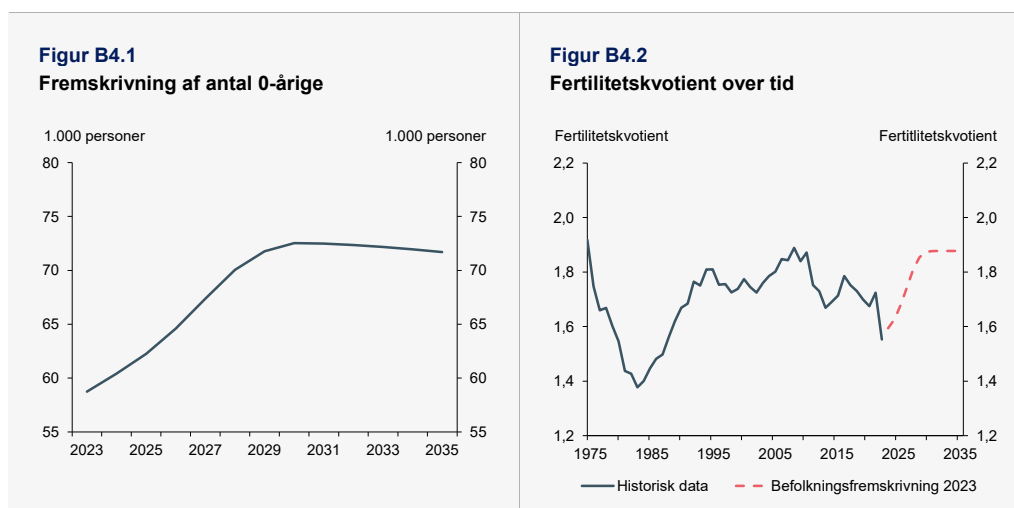 Figur B4.1
Fremskrivning af antal 0-årige
1.000 personer 1.000 personer
80 80
75 75
70 70
65 65
60 60
55 55
2023 2025 2027 2029 2031 2033 2035
Figur B4.2
Fertilitetskvotient over tid
Fertilitetskvotient Fertitlitetskvotient
2,2 2,2
2,0 2,0
1,8 1,8
1,6 1,6
1,4 1,4
1,2 1,2
1975 1985 1995 2005 2015 2025 2035
Historisk data Befolkningsfremskrivning 2023